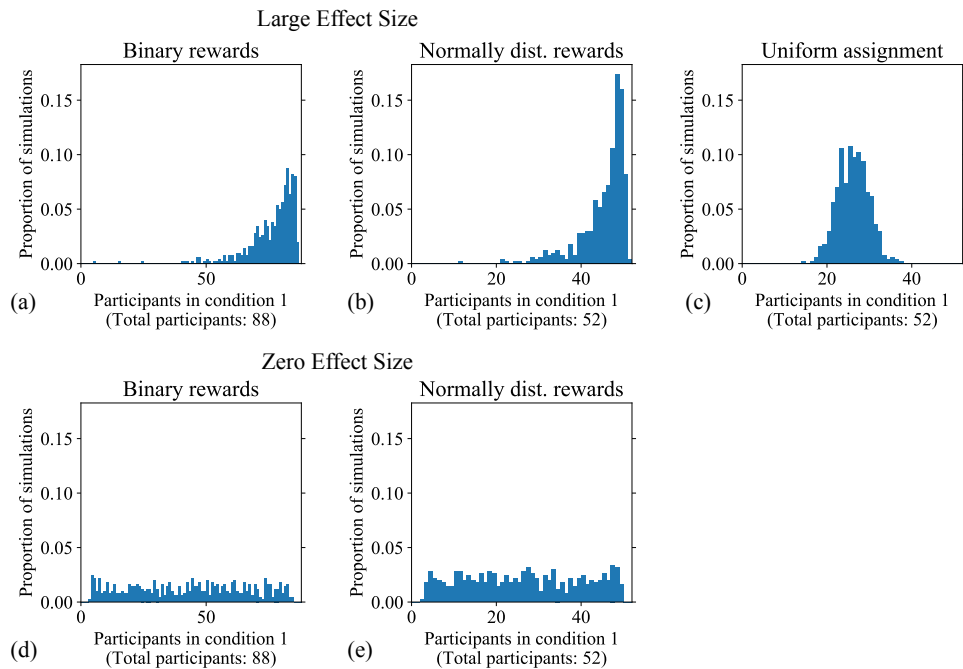 Large Effect Size
Binary rewards
Proportion of simulations
0.15
0.10
0.05
0.00
0
50
Participants in condition 1
(Total participants: 88)
(a)
Normally dist. rewards
Proportion of simulations
0.15
0.10
0.05
0.00
0
20
40
Participants in condition 1
(Total participants: 52)
(b)
Uniform assignment
Proportion of simulations
0.15
0.10
0.05
0.00
0
20
40
Participants in condition 1
(Total participants: 52)
(c)
Zero Effect Size
Binary rewards
Proportion of simulations
0.15
0.10
0.05
0.00
0
50
Participants in condition 1
(Total participants: 88)
(d)
Normally dist. rewards
Proportion of simulations
0.15
0.10
0.05
0.00
0
20
40
Participants in condition 1
(Total participants: 52)
(e)